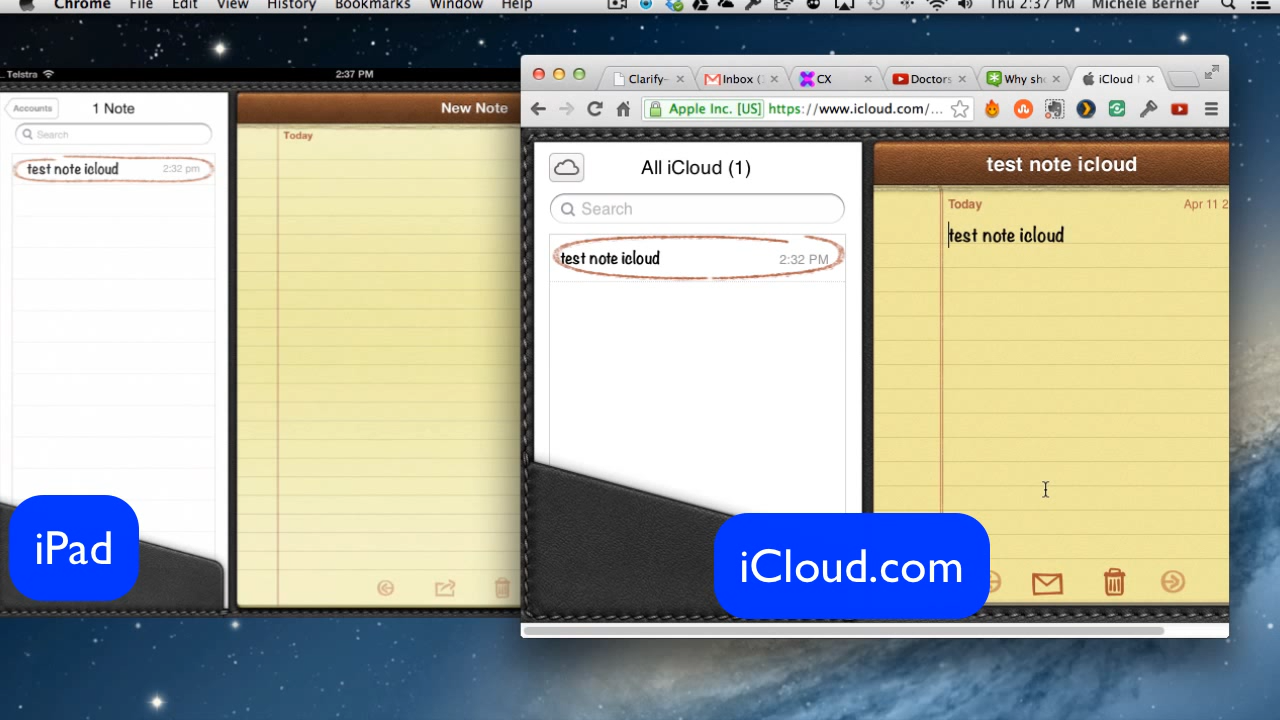 Chrome File Edit View History Bookmarks Window Help Thu 2:37 PM Michele Berner
Telstra 2:37 PM
Accounts 1 Note New Note
Search
Today
test note icloud 2:32 pm
iPad
Clarify- Inbox ( CX Doctors Why sh iCloud
Apple Inc. [US] https://www.icloud.com/...
All iCloud (1) test note icloud
Search
Today Apr 11 2
test note icloud
test note icloud 2:32 PM
iCloud.com